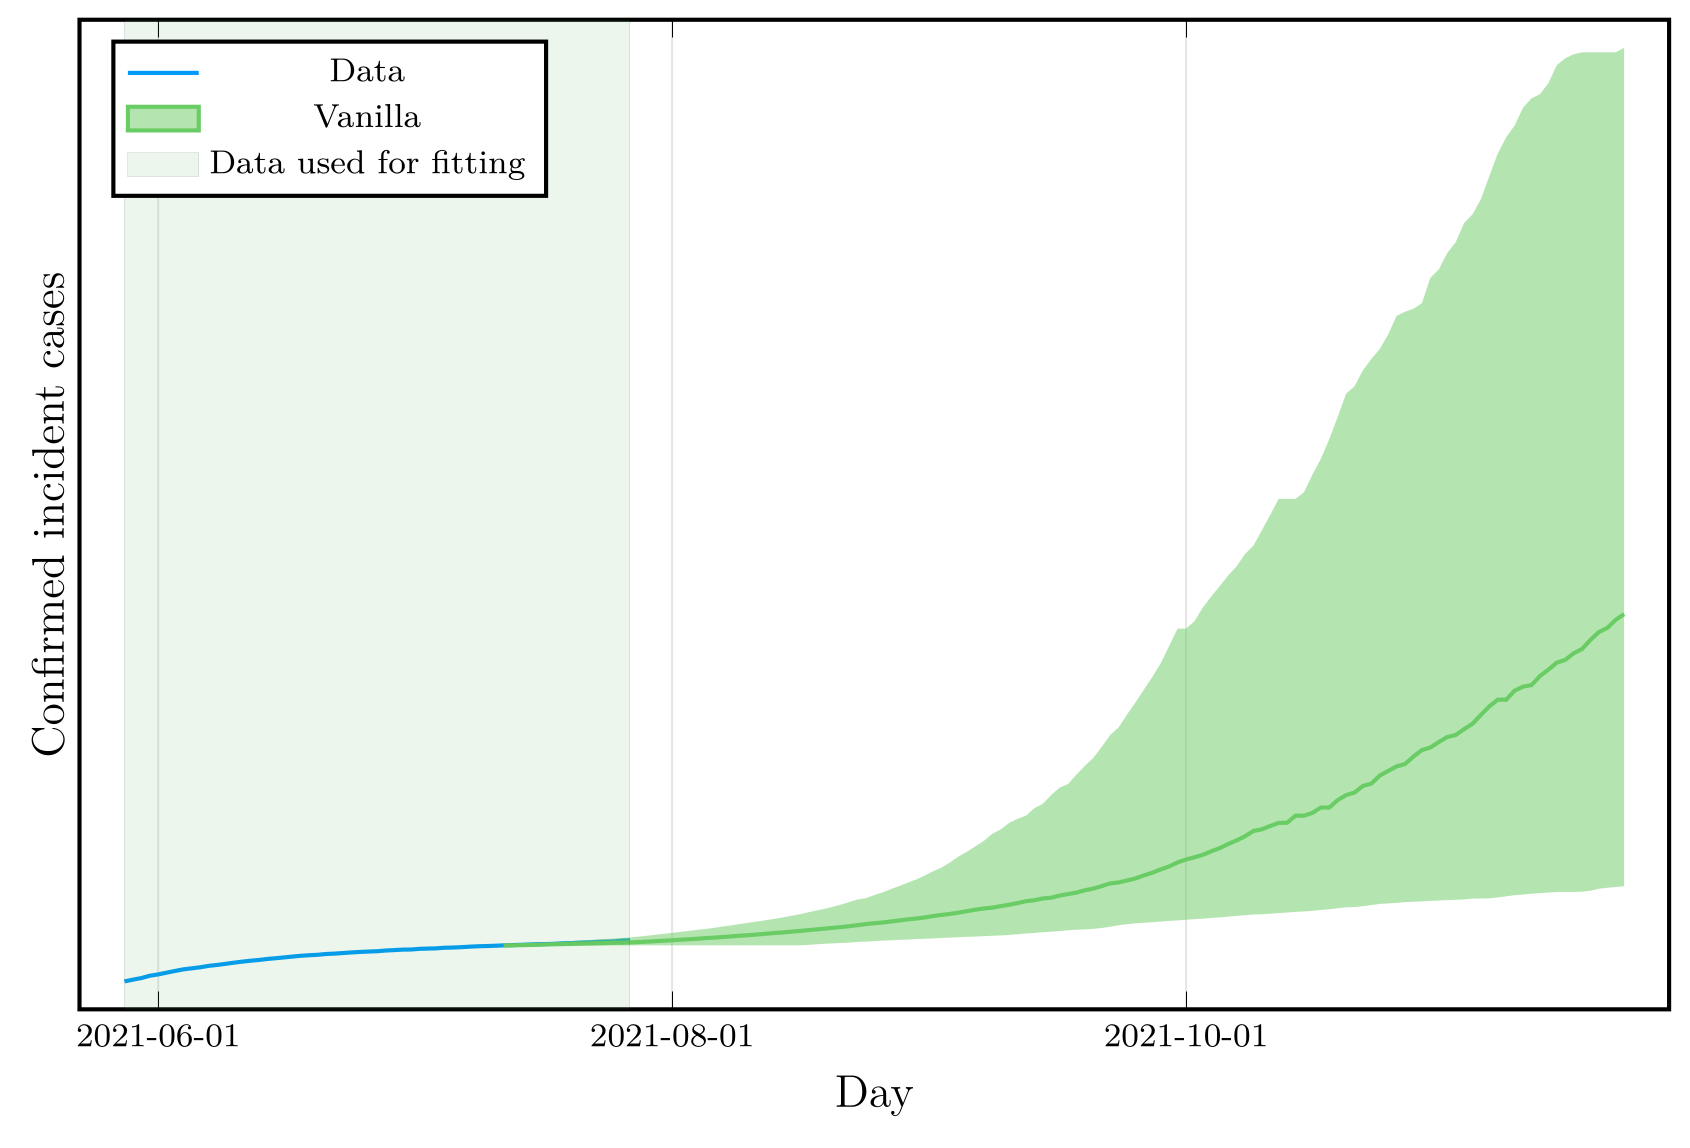 Data
Vanilla
Data used for fitting
Confirmed incident cases
2021-06-01
2021-08-01
2021-10-01
Day